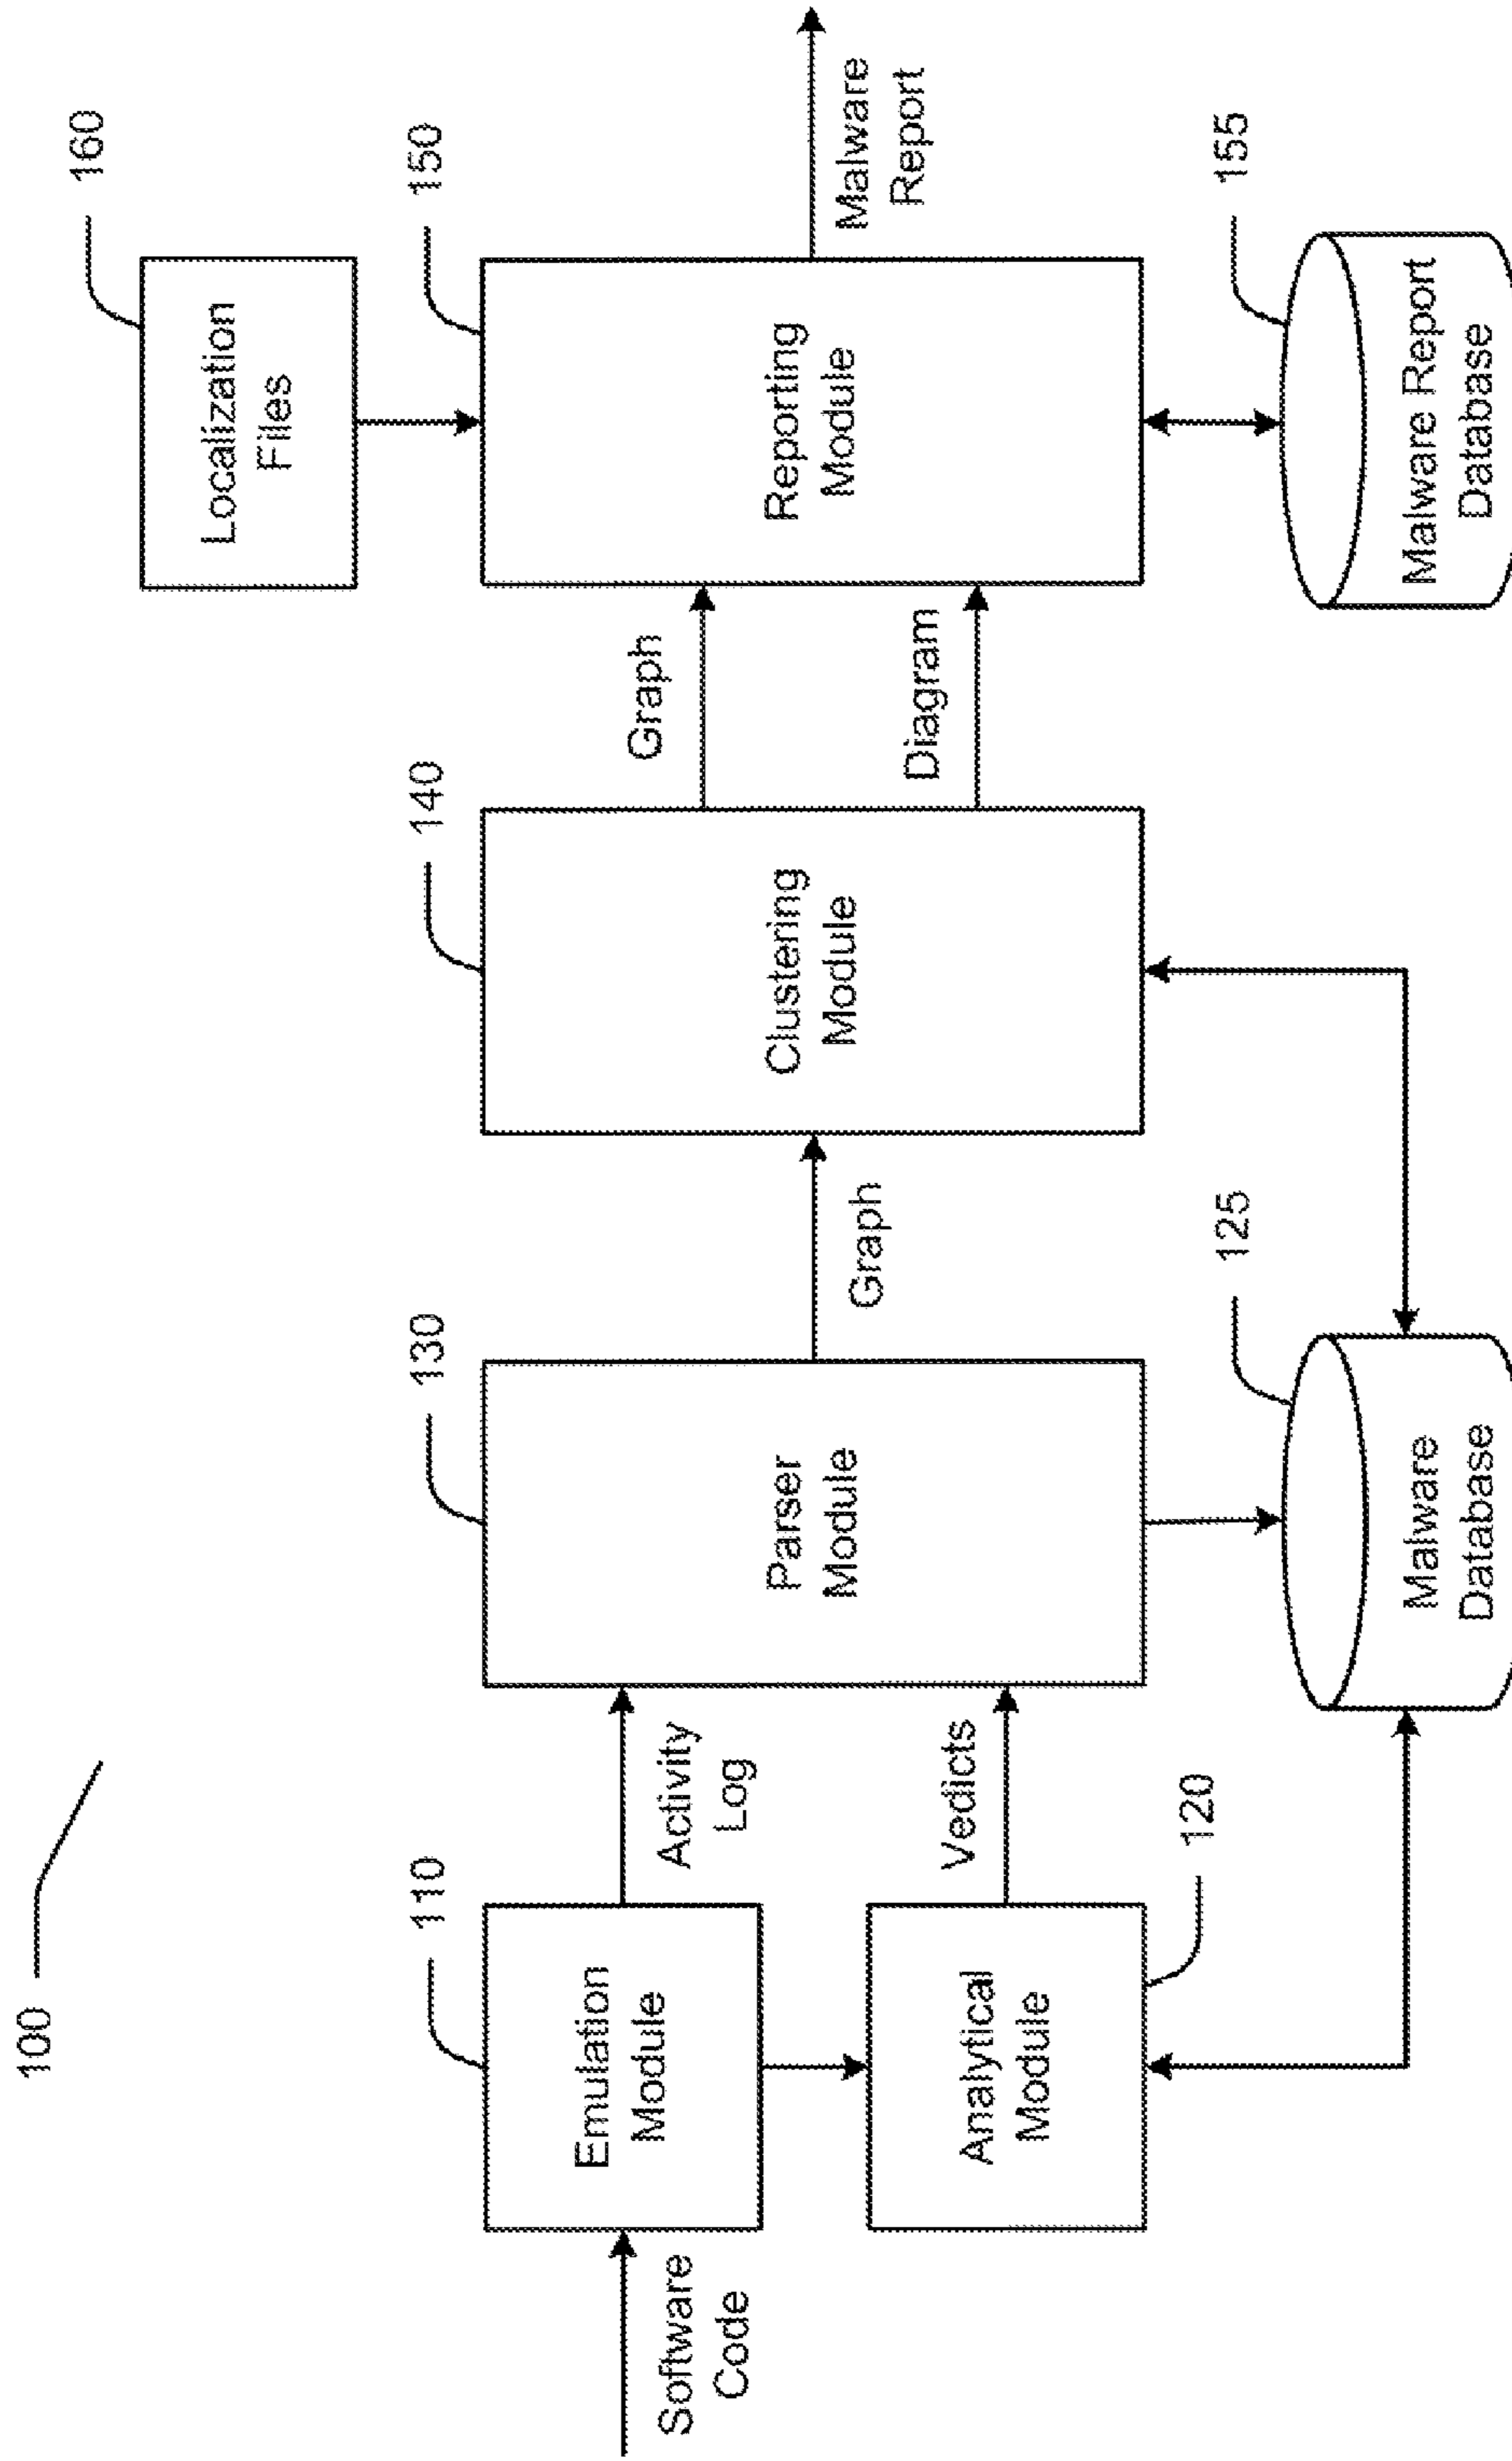 100
160
Localization
Files
110
130
140
150
Software
Code
Emulation
Module
Activity
Log
Parser
Module
Graph
Clustering
Module
Graph
Diagram
Reporting
Module
Malware
Report
Analytical
Module
Vedicts
120
125
155
Malware
Database
Malware Report
Database